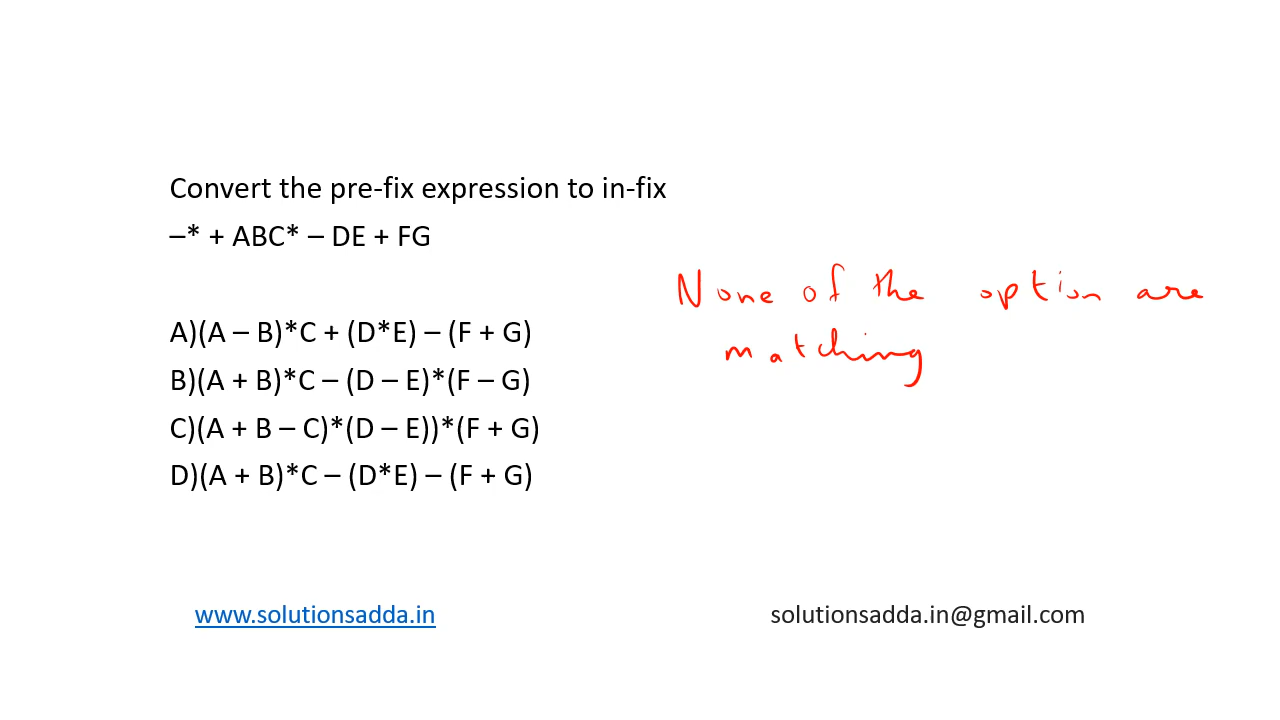 Convert the pre-fix expression to in-fix
–* + ABC* – DE + FG
None of the option are
matching
A)(A – B)*C + (D*E) – (F + G)
B)(A + B)*C – (D – E)*(F – G)
C)(A + B – C)*(D – E))*(F + G)
D)(A + B)*C – (D*E) – (F + G)
www.solutionsadda.in
solutionsadda.in@gmail.com